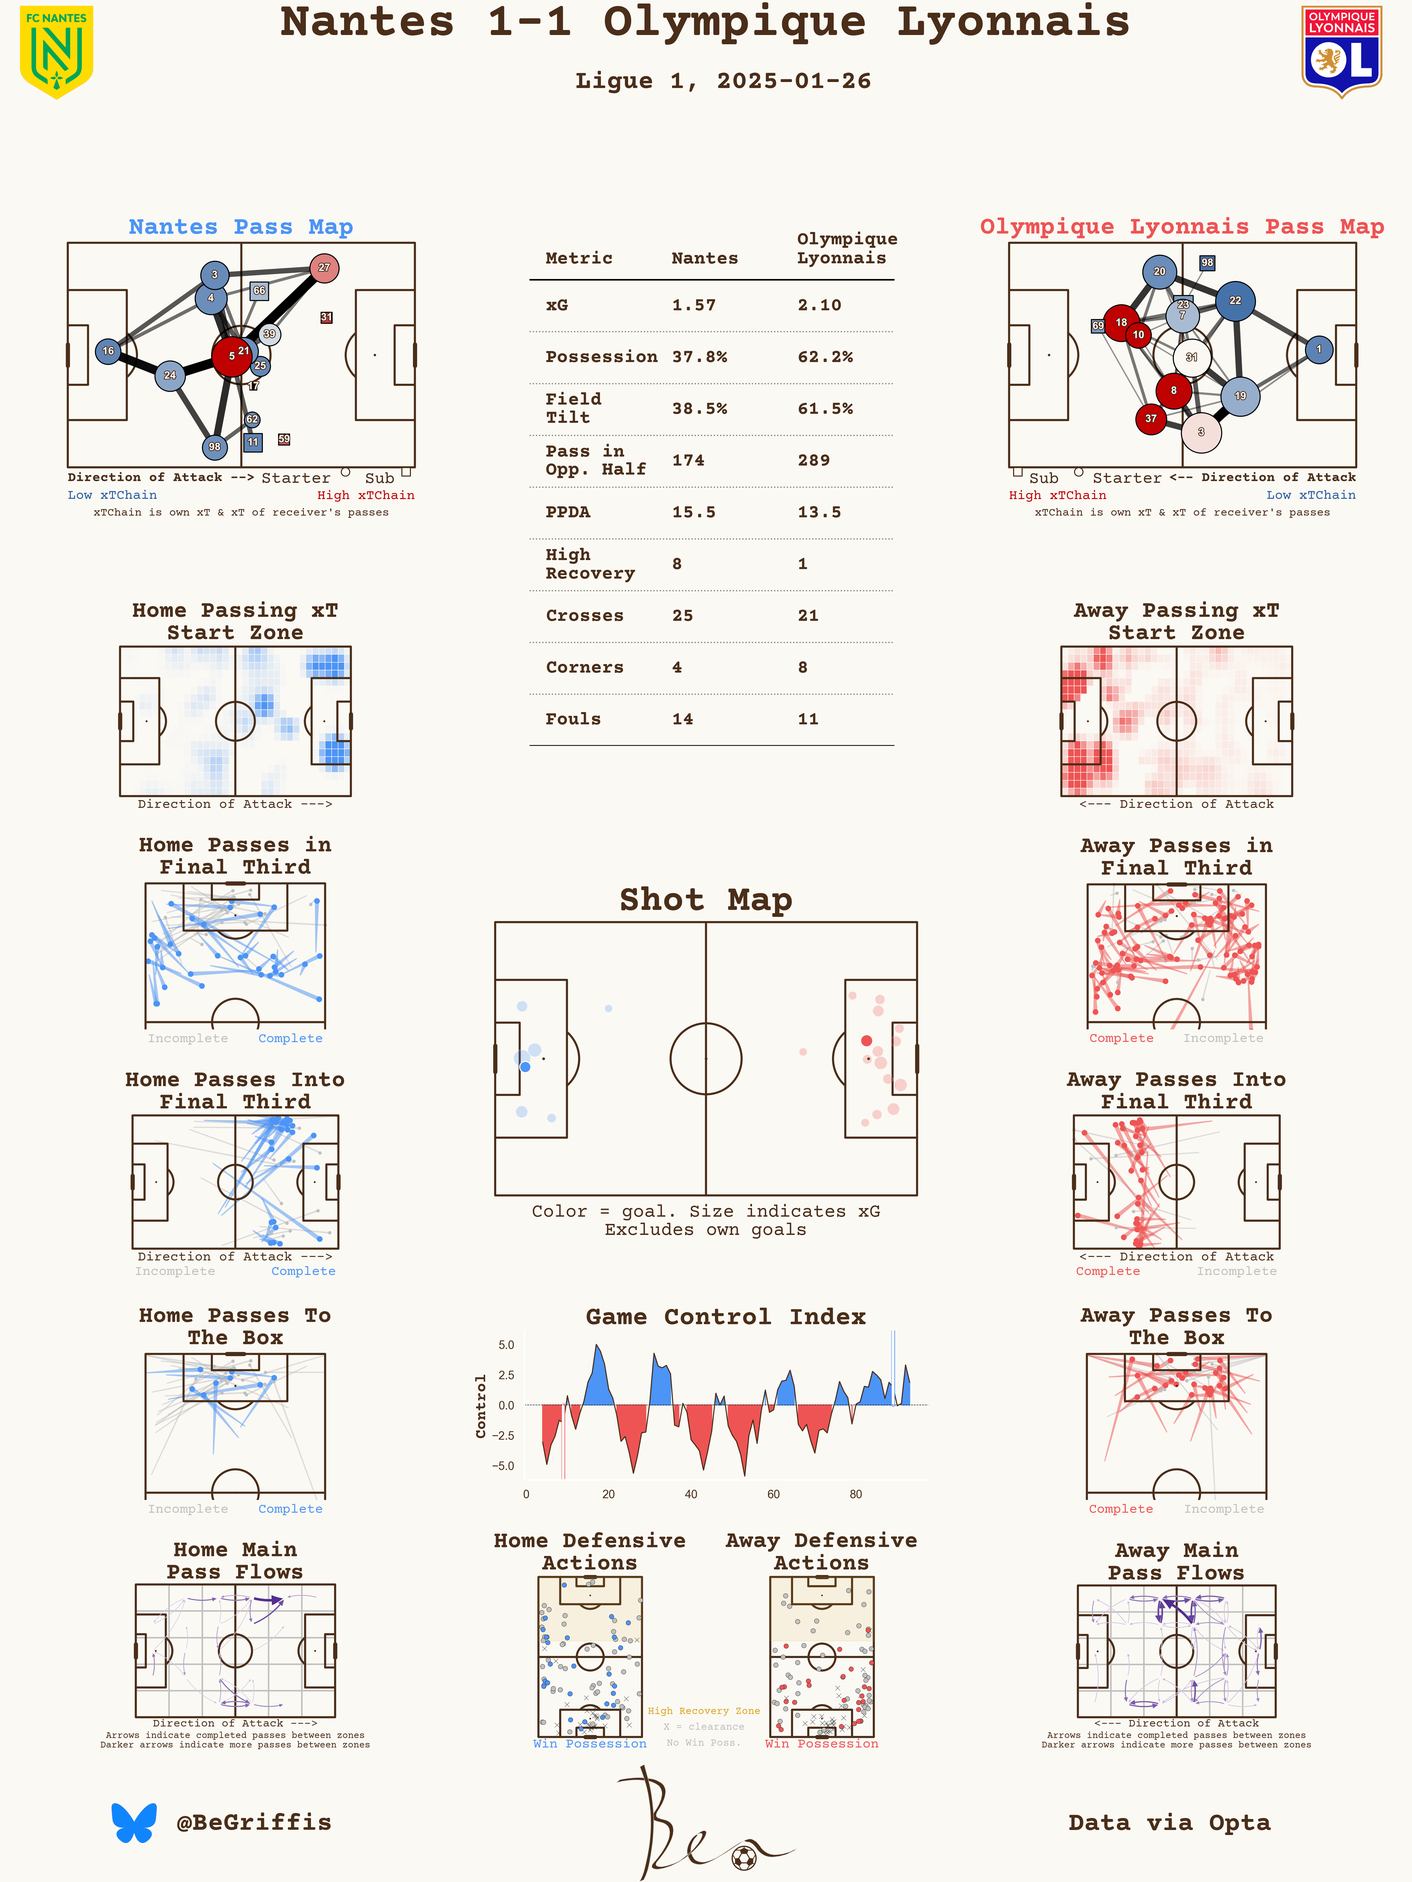 FC NANTES
Nantes 1-1 Olympique Lyonnais
OLYMPIQUE
LYONNAIS
OL
Ligue 1, 2025-01-26
Nantes Pass Map
3
27
4
66
31
39
16
5
21
25
24
17
62
98
11
59
Direction of Attack --> Starter Sub
Low xTChain High xTChain
xTChain is own xT & xT of receiver's passes
Metric Nantes Olympique
Lyonnais
xG 1.57 2.10
Possession 37.8% 62.2%
Field
Tilt 38.5% 61.5%
Pass in
Opp. Half 174 289
PPDA 15.5 13.5
High
Recovery 8 1
Crosses 25 21
Corners 4 8
Fouls 14 11
Olympique Lyonnais Pass Map
98
20
22
23
7
18
69
10
31
1
8
19
37
3
Sub Starter <-- Direction of Attack
High xTChain Low xTChain
xTChain is own xT & xT of receiver's passes
Home Passing xT
Start Zone
Direction of Attack --->
Away Passing xT
Start Zone
<--- Direction of Attack
Home Passes in
Final Third
Incomplete Complete
Away Passes in
Final Third
Complete Incomplete
Shot Map
Color = goal. Size indicates xG
Excludes own goals
Home Passes Into
Final Third
Direction of Attack --->
Incomplete Complete
Away Passes Into
Final Third
<--- Direction of Attack
Complete Incomplete
Home Passes To
The Box
Incomplete Complete
Game Control Index
Control
5.0
2.5
0.0
−2.5
−5.0
0 20 40 60 80
Away Passes To
The Box
Complete Incomplete
Home Main
Pass Flows
Direction of Attack --->
Arrows indicate completed passes between zones
Darker arrows indicate more passes between zones
Home Defensive
Actions
Win Possession
Away Defensive
Actions
Win Possession
High Recovery Zone
X = clearance
No Win Poss.
Away Main
Pass Flows
<--- Direction of Attack
Arrows indicate completed passes between zones
Darker arrows indicate more passes between zones
@BeGriffis
Ben
Data via Opta